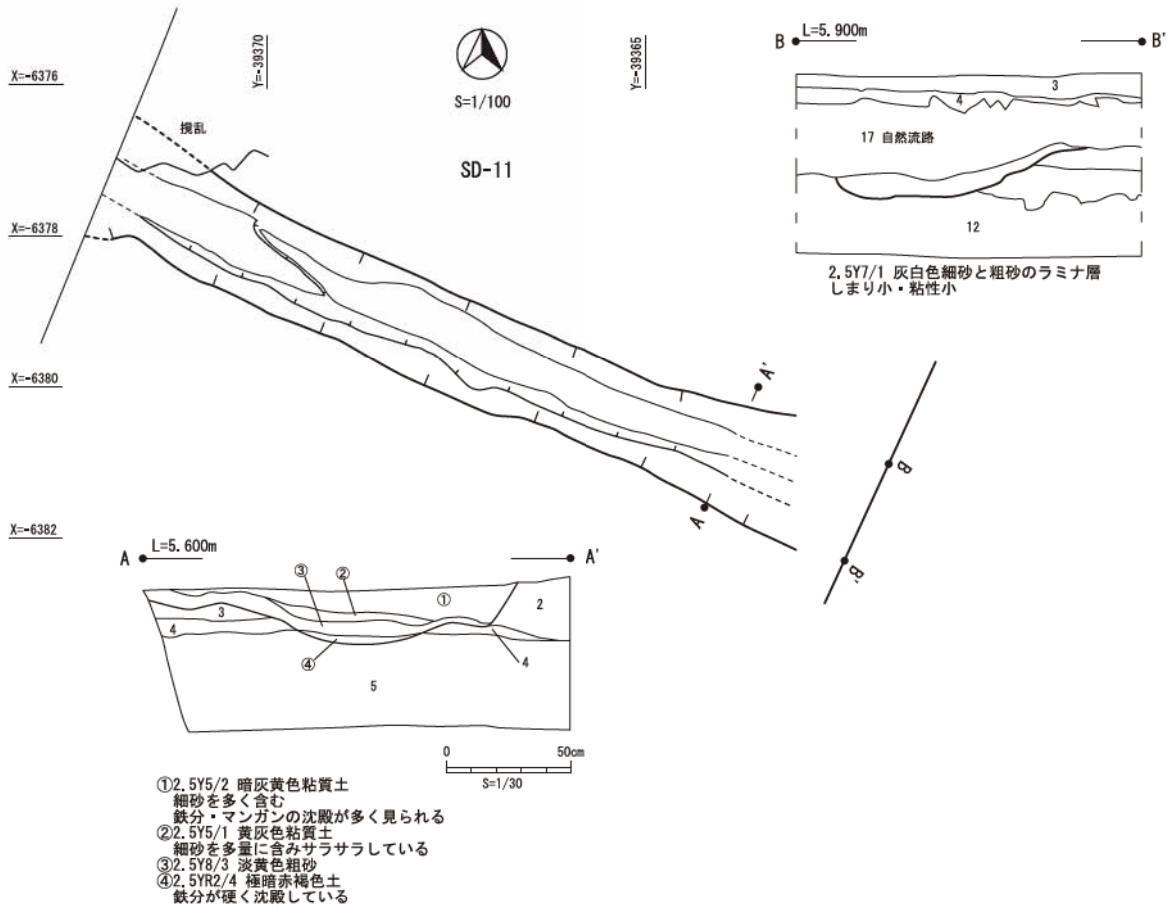 X=-6376
X=-6378
X=-6380
X=-6382
Y=-39370
Y=-39365
S=1/100
SD-11
撹乱
A'
A
B
B'
B L=5.900m B'
3
4
17 自然流路
12
2.5Y7/1 灰白色細砂と粗砂のラミナ層
しまり小・粘性小
A L=5.600m A'
③ ② ①
2
3
4
④
4
5
0 50cm
S=1/30
①2.5Y5/2 暗灰黄色粘質土
細砂を多く含む
鉄分・マンガンの沈殿が多く見られる
②2.5Y5/1 黄灰色粘質土
細砂を多量に含みサラサラしている
③2.5Y8/3 淡黄色粗砂
④2.5YR2/4 極暗赤褐色土
鉄分が硬く沈殿している